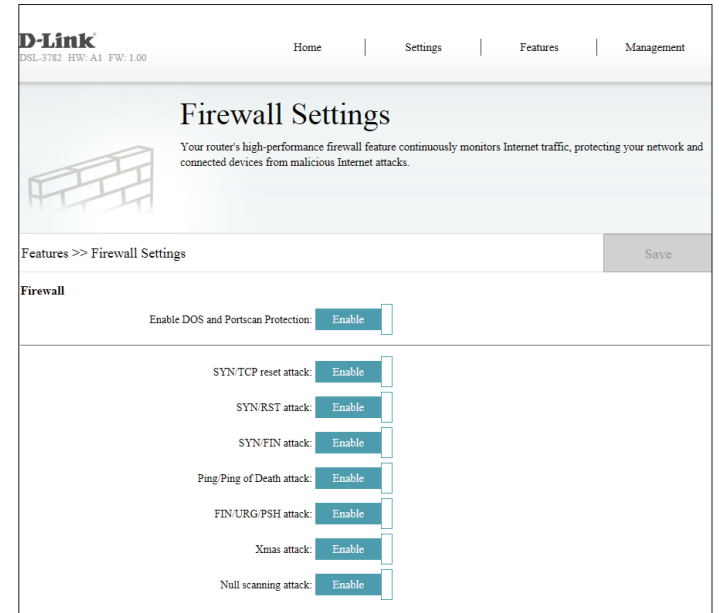 D-Link
DSL-3782 HW: A1 FW: 1.00
Home
Settings
Features
Management
Firewall Settings
Your router's high-performance firewall feature continuously monitors Internet traffic, protecting your network and
connected devices from malicious Internet attacks.
Features >> Firewall Settings
Save
Firewall
Enable DOS and Portscan Protection: Enable
SYN/TCP reset attack: Enable
SYN/RST attack: Enable
SYN/FIN attack: Enable
Ping/Ping of Death attack: Enable
FIN/URG/PSH attack: Enable
Xmas attack: Enable
Null scanning attack: Enable